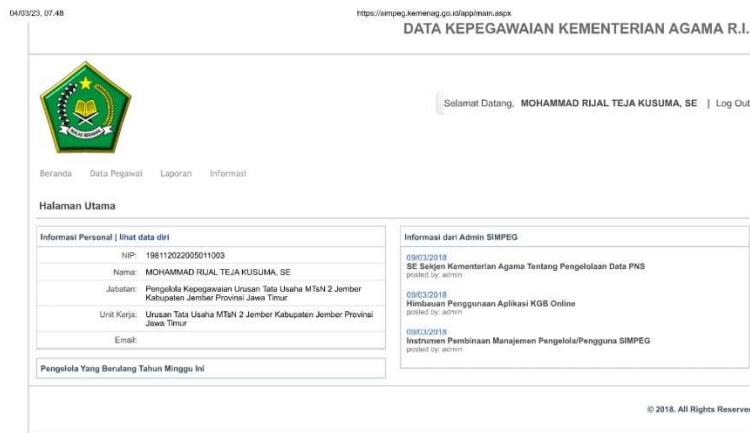 04/03/23, 07.48
https://simpeg.kemenag.go.id/app/main.aspx
DATA KEPEGAWAIAN KEMENTERIAN AGAMA R.I.
Selamat Datang, MOHAMMAD RIJAL TEJA KUSUMA, SE | Log Out
Beranda Data Pegawai Laporan Informasi
Halaman Utama
Informasi Personal | lihat data diri
NIP: 198112022005011003
Nama: MOHAMMAD RIJAL TEJA KUSUMA, SE
Jabatan: Pengelola Kepegawaian Urusan Tata Usaha MTsN 2 Jember
Kabupaten Jember Provinsi Jawa Timur
Unit Kerja: Urusan Tata Usaha MTsN 2 Jember Kabupaten Jember Provinsi
Jawa Timur
Email:
Pengelola Yang Berulang Tahun Minggu Ini
Informasi dari Admin SIMPEG
09/03/2018
SE Sekjen Kementerian Agama Tentang Pengelolaan Data PNS
posted by: admin
09/03/2018
Himbauan Penggunaan Aplikasi KGB Online
posted by: admin
09/03/2018
Instrumen Pembinaan Manajemen Pengelola/Pengguna SIMPEG
posted by: admin
© 2018. All Rights Reserved